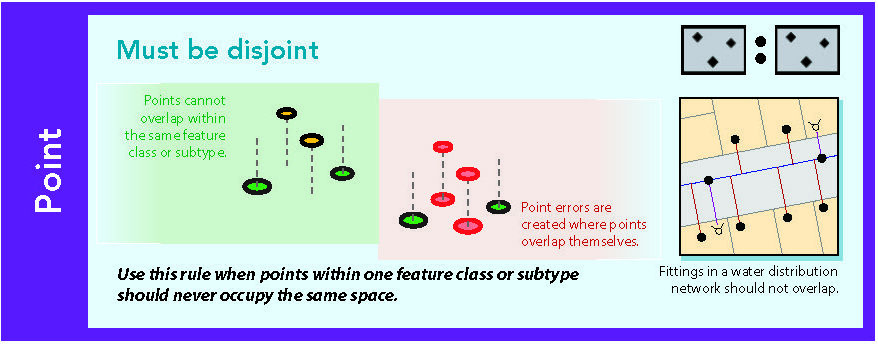 Point
Must be disjoint
Points cannot
overlap within
the same feature
class or subtype.
Point errors are
created where points
overlap themselves.
Use this rule when points within one feature class or subtype
should never occupy the same space.
Fittings in a water distribution
network should not overlap.